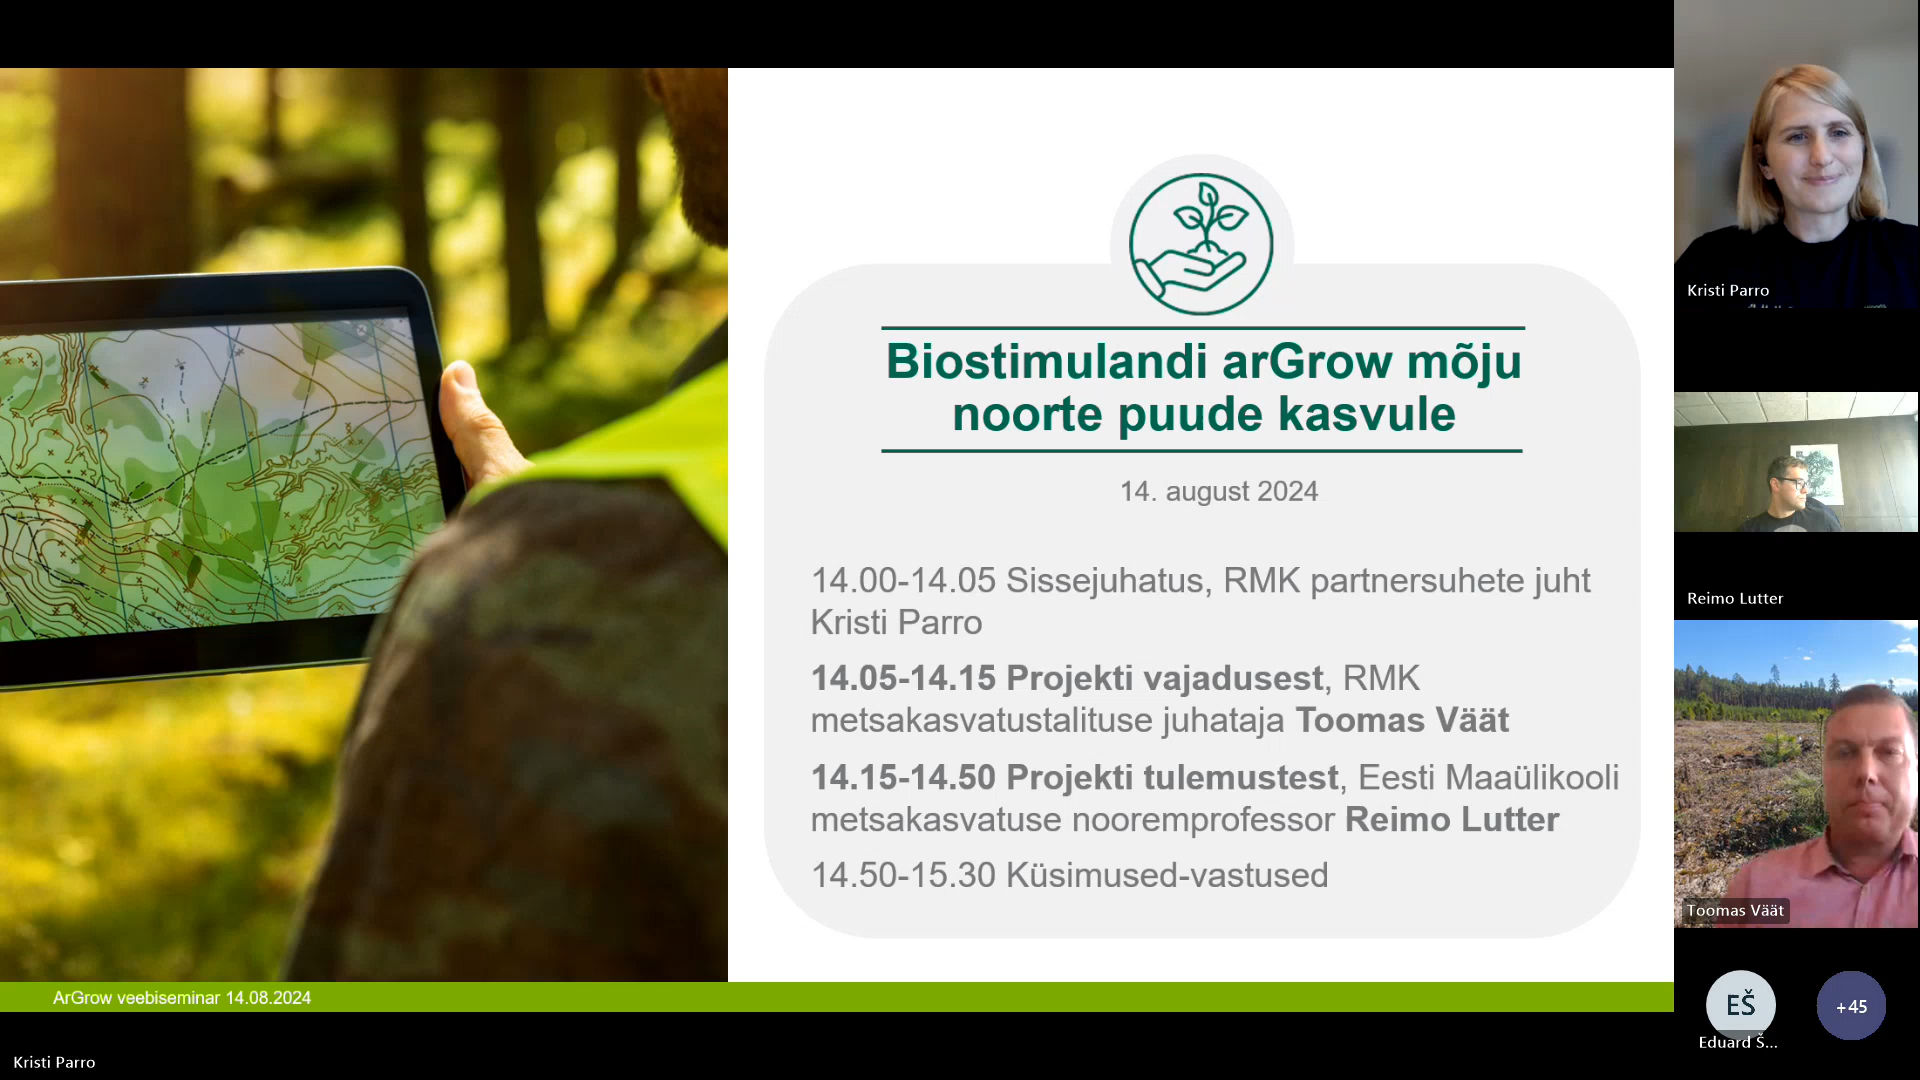 Biostimulandi arGrow mõju
noorte puude kasvule
14. august 2024
14.00-14.05 Sissejuhatus, RMK partnersuhete juht
Kristi Parro
14.05-14.15 Projekti vajadusest, RMK
metsakasvatustalituse juhataja Toomas Väät
14.15-14.50 Projekti tulemustest, Eesti Maaülikooli
metsakasvatuse nooremprofessor Reimo Lutter
14.50-15.30 Küsimused-vastused
ArGrow veebiseminar 14.08.2024
Kristi Parro
Kristi Parro
Reimo Lutter
Toomas Väät
EŠ
Eduard Š...
+45